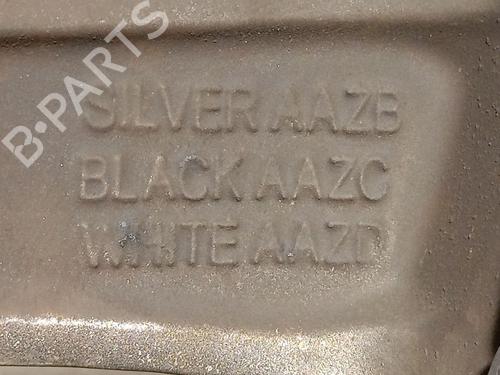 B-PARTS
SILVER AAZB
BLACK AAZC
WHITE AAZD